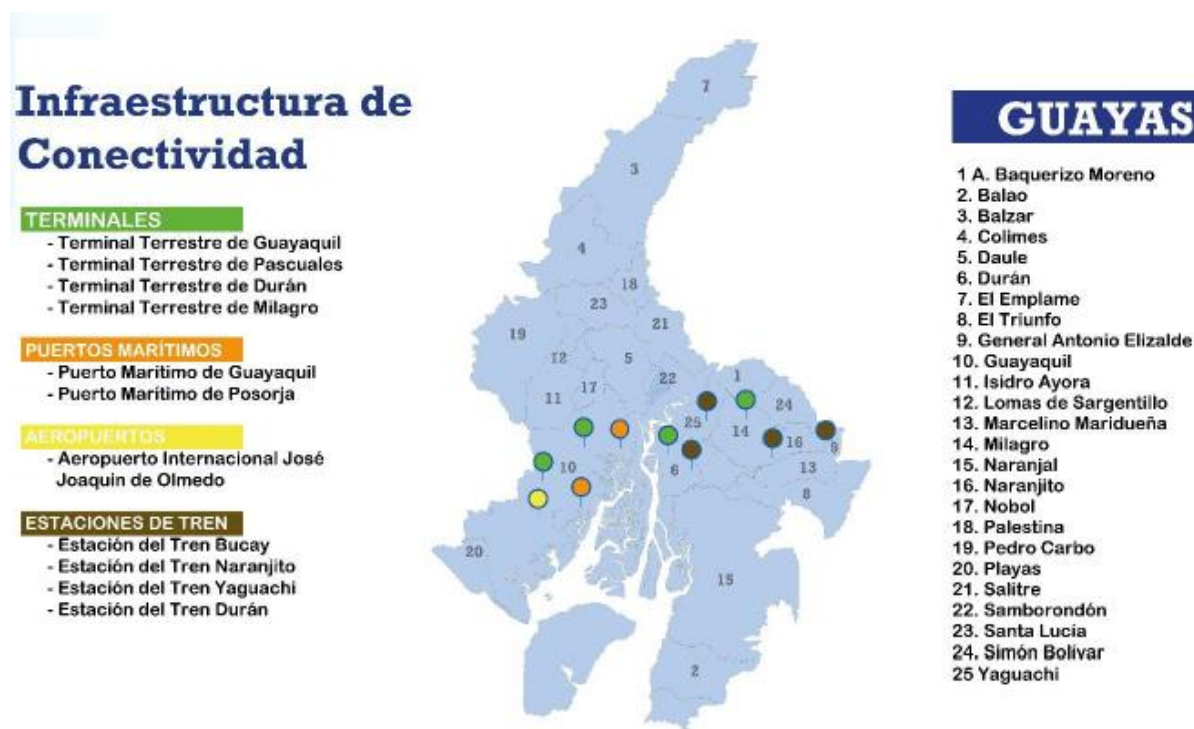 Infraestructura de
Conectividad
TERMINALES
- Terminal Terrestre de Guayaquil
- Terminal Terrestre de Pascuales
- Terminal Terrestre de Durán
- Terminal Terrestre de Milagro
PUERTOS MARÍTIMOS
- Puerto Maritimo de Guayaquil
- Puerto Marítimo de Posorja
AEROPUERTOS
- Aeropuerto Internacional José
Joaquin de Olmedo
ESTACIONES DE TREN
- Estación del Tren Bucay
- Estación del Tren Naranjito
- Estación del Tren Yaguachi
- Estación del Tren Durán
7
3
4
18
23
19
21
12
5
22
1
17
11
24
25
14
16
9
10
6
13
8
20
15
2
GUAYAS
1 A. Baquerizo Moreno
2. Balao
3. Balzar
4. Colimes
5. Daule
6. Durán
7. El Emplame
8. El Triunfo
9. General Antonio Elizalde
10. Guayaquil
11. Isidro Ayora
12. Lomas de Sargentillo
13. Marcelino Maridueña
14. Milagro
15. Naranjal
16. Naranjito
17. Nobol
18. Palestina
19. Pedro Carbo
20. Playas
21. Salitre
22. Samborondón
23. Santa Lucía
24. Simón Bolívar
25 Yaguachi